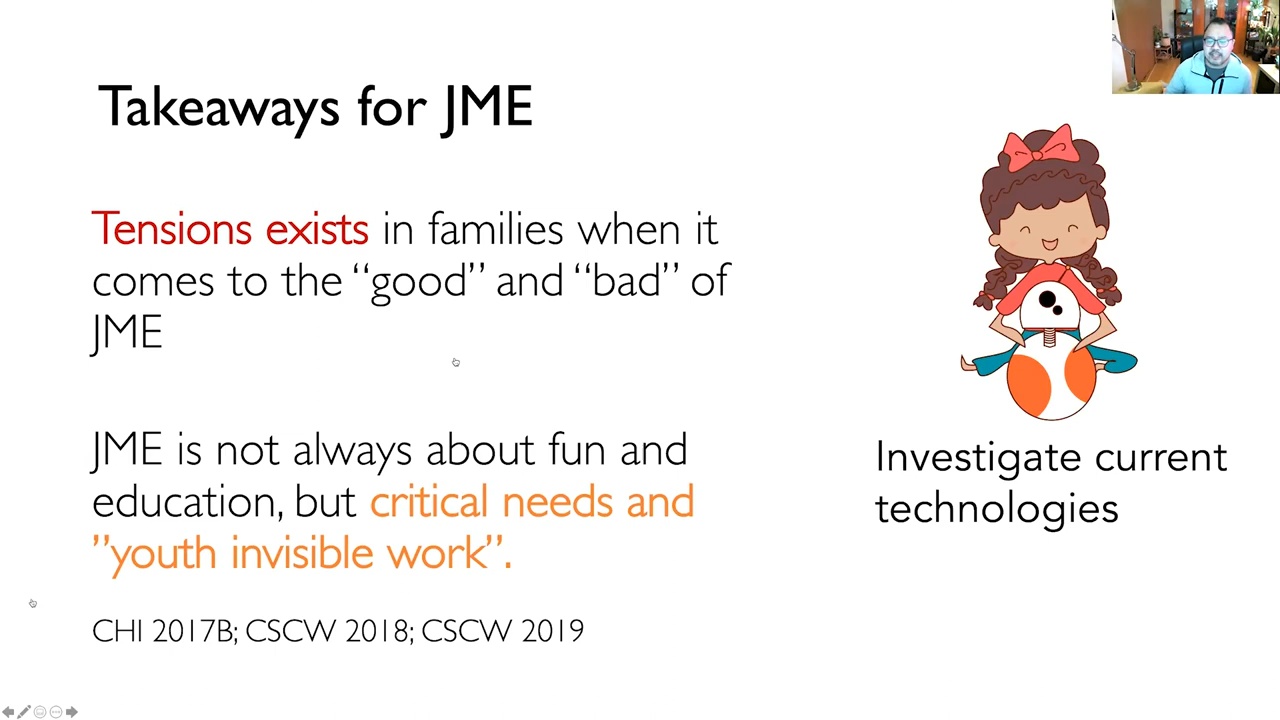 Takeaways for JME
Tensions exists in families when it
comes to the “good” and “bad” of
JME
JME is not always about fun and
education, but critical needs and
”youth invisible work”.
CHI 2017B; CSCW 2018; CSCW 2019
Investigate current
technologies